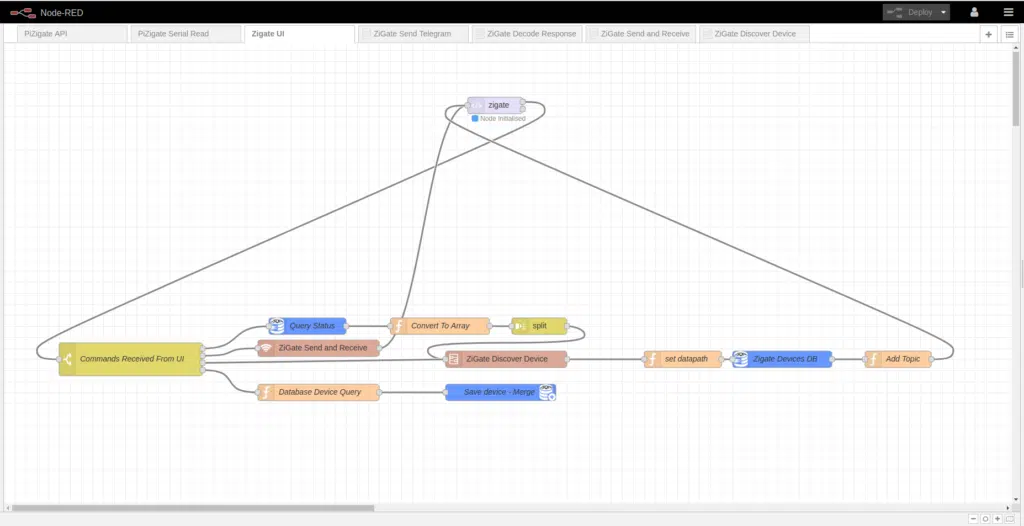 Node-RED
Deploy
PiZigate API
PiZigate Serial Read
Zigate UI
ZiGate Send Telegram
ZiGate Decode Response
ZiGate Send and Receive
ZiGate Discover Device
zigate
Node Initialised
Query Status
Convert To Array
split
ZiGate Send and Receive
Commands Received From UI
ZiGate Discover Device
set datapath
Zigate Devices DB
Add Topic
Database Device Query
Save device - Merge